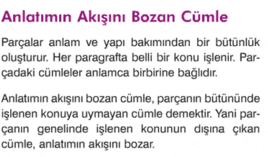 Anlatımın Akışını Bozan Cümle
Parçalar anlam ve yapı bakımından bir bütünlük
oluşturur. Her paragrafta belli bir konu işlenir. Par-
çadaki cümleler anlamca birbirine bağlıdır.
Anlatımın akışını bozan cümle, parçanın bütününde
işlenen konuya uymayan cümle demektir. Yani par-
çanın genelinde işlenen konunun dışına çıkan
cümle, anlatımın akışını bozar.